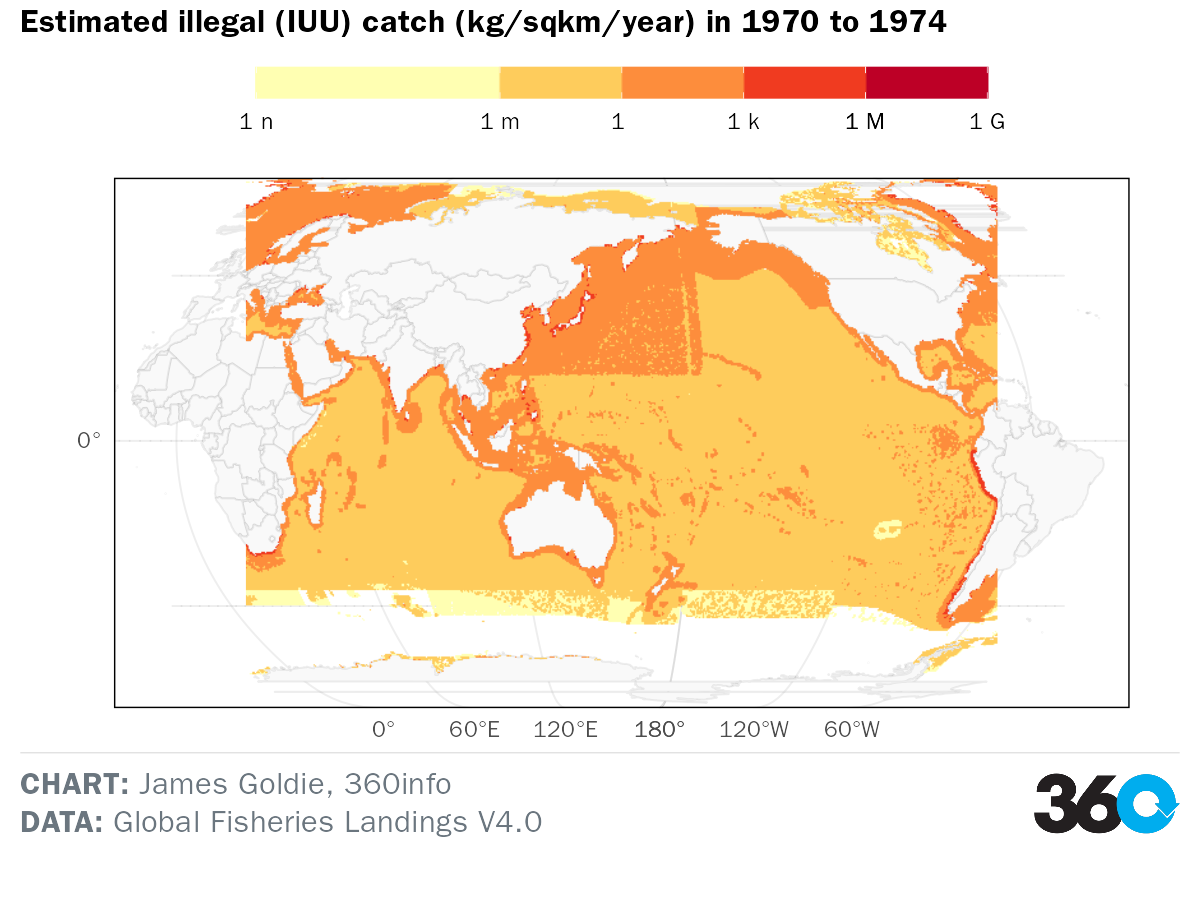 Estimated illegal (IUU) catch (kg/sqkm/year) in 1970 to 1974
1 n 1 m 1 1 k 1 M 1 G
0°
0° 60°E 120°E 180° 120°W 60°W
CHART: James Goldie, 360info
DATA: Global Fisheries Landings V4.0
360